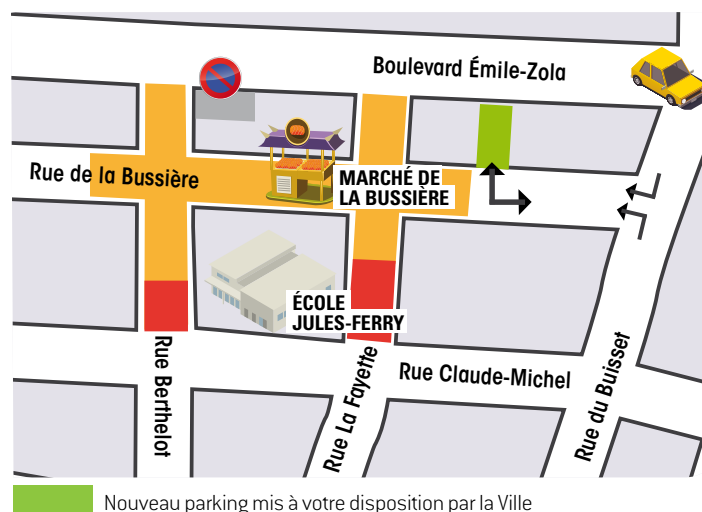 Boulevard Émile-Zola
Rue de la Bussière
MARCHÉ DE
LA BUSSIÈRE
ÉCOLE
JULES-FERRY
Rue Berthelot
Rue La Fayette
Rue Claude-Michel
Rue du Buisset
Nouveau parking mis à votre disposition par la Ville